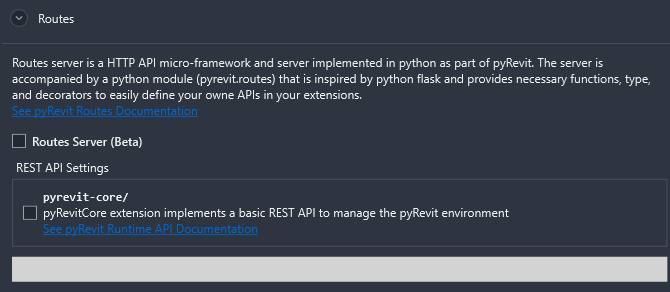 Routes
Routes server is a HTTP API micro-framework and server implemented in python as part of pyRevit. The server is
accompanied by a python module (pyrevit.routes) that is inspired by python flask and provides necessary functions, type,
and decorators to easily define your owne APIs in your extensions.
See pyRevit Routes Documentation
Routes Server (Beta)
REST API Settings
pyrevit-core/
pyRevitCore extension implements a basic REST API to manage the pyRevit environment
See pyRevit Runtime API Documentation